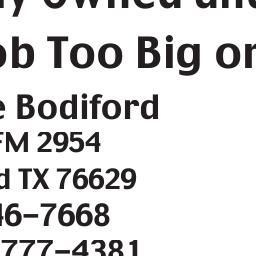 owned and
ob Too Big or
e Bodiford
FM 2954
d TX 76629
46-7668
777-4381